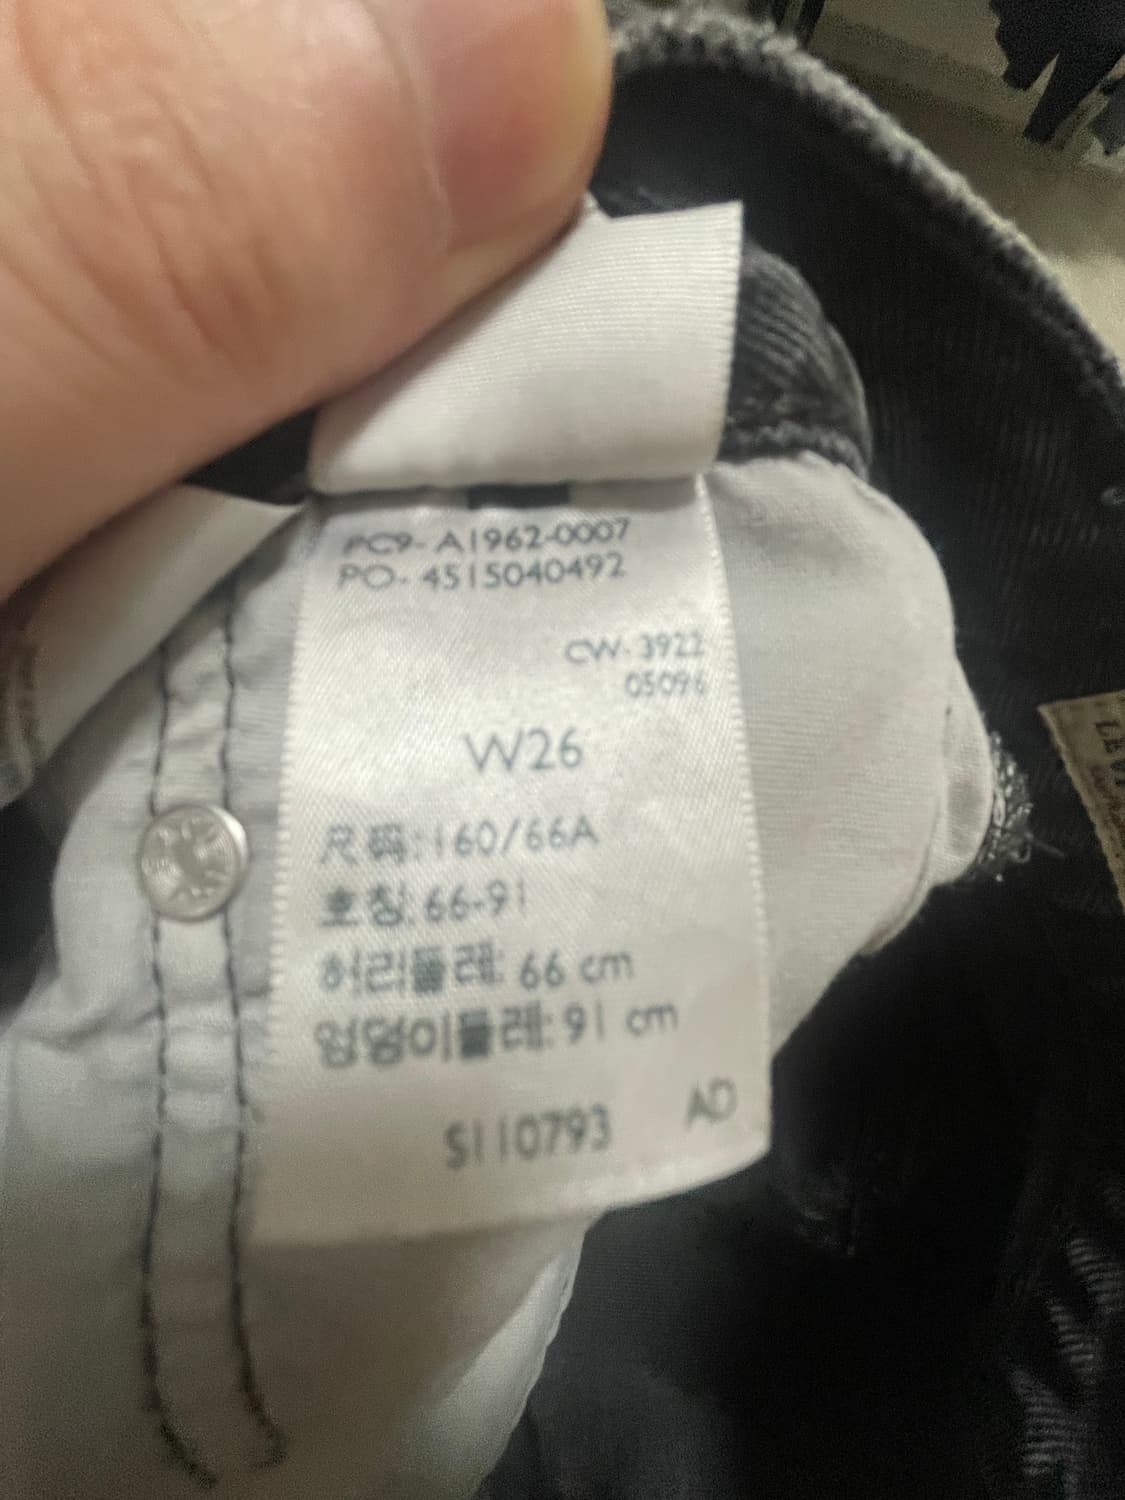 PC9- A1962-0007
PO- 4515040492
CW- 3922
05096
W26
尺码: 160/66A
호칭: 66-91
허리둘레: 66 cm
엉덩이둘레: 91 cm
S110793
AD